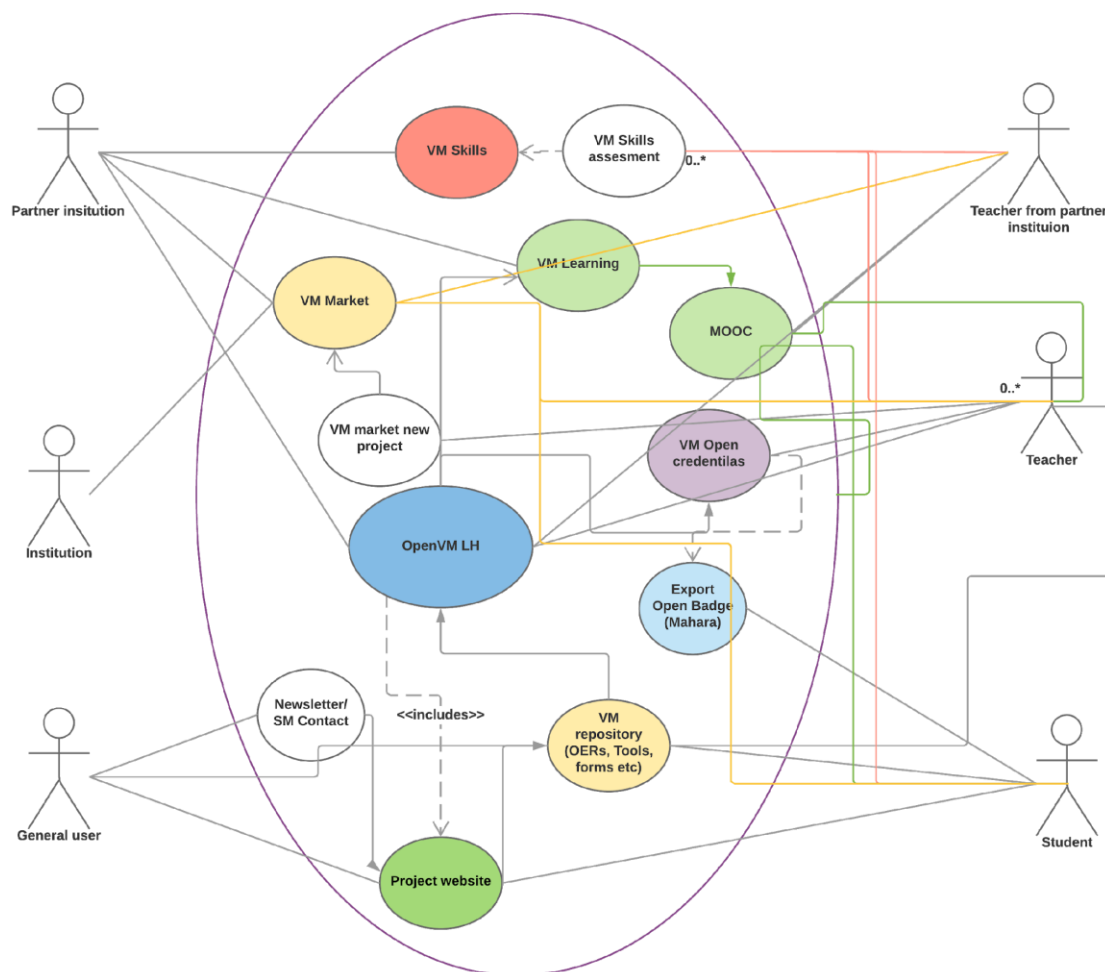 VM Skills
VM Skills
assesment
0..*
Partner insitution
Teacher from partner
instituion
VM Learning
VM Market
MOOC
0..*
VM market new
project
VM Open
credentilas
Teacher
Institution
OpenVM LH
Export
Open Badge
(Mahara)
Newsletter/
SM Contact
<<includes>>
VM
repository
(OERs, Tools,
forms etc)
General user
Student
Project website